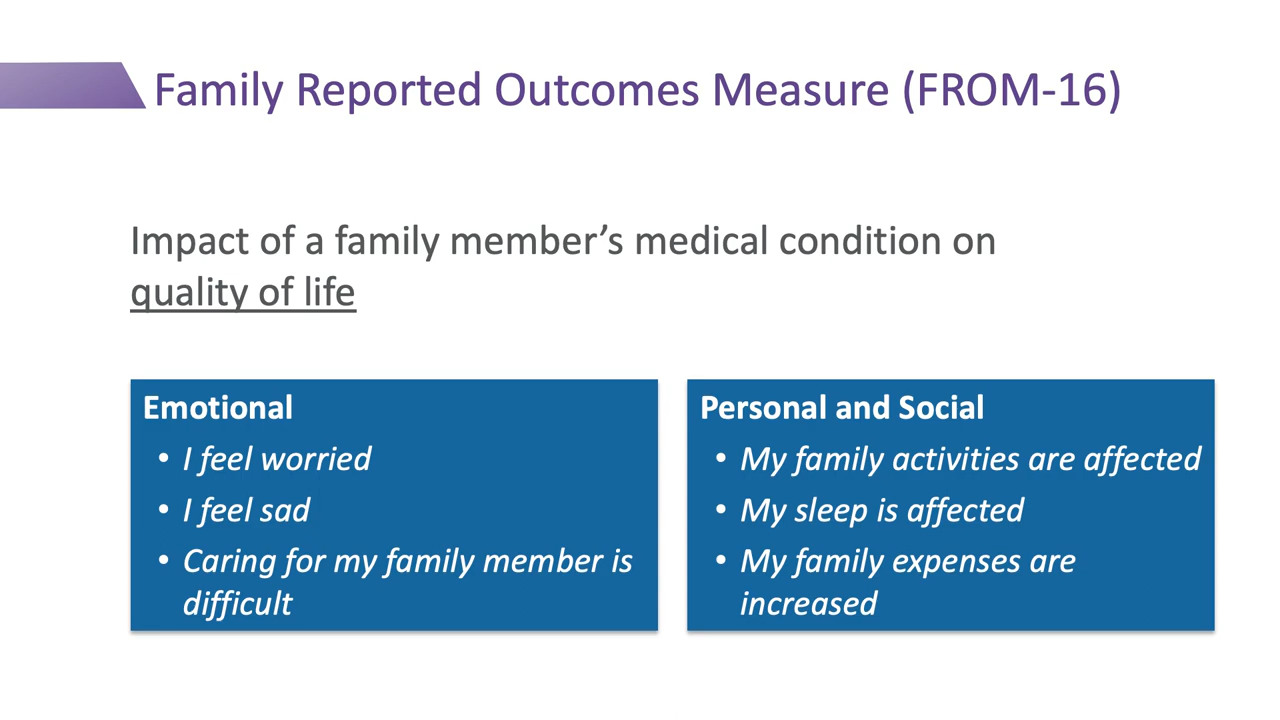 Family Reported Outcomes Measure (FROM-16)
Impact of a family member’s medical condition on
quality of life
Emotional
• I feel worried
• I feel sad
• Caring for my family member is
difficult
Personal and Social
• My family activities are affected
• My sleep is affected
• My family expenses are
increased